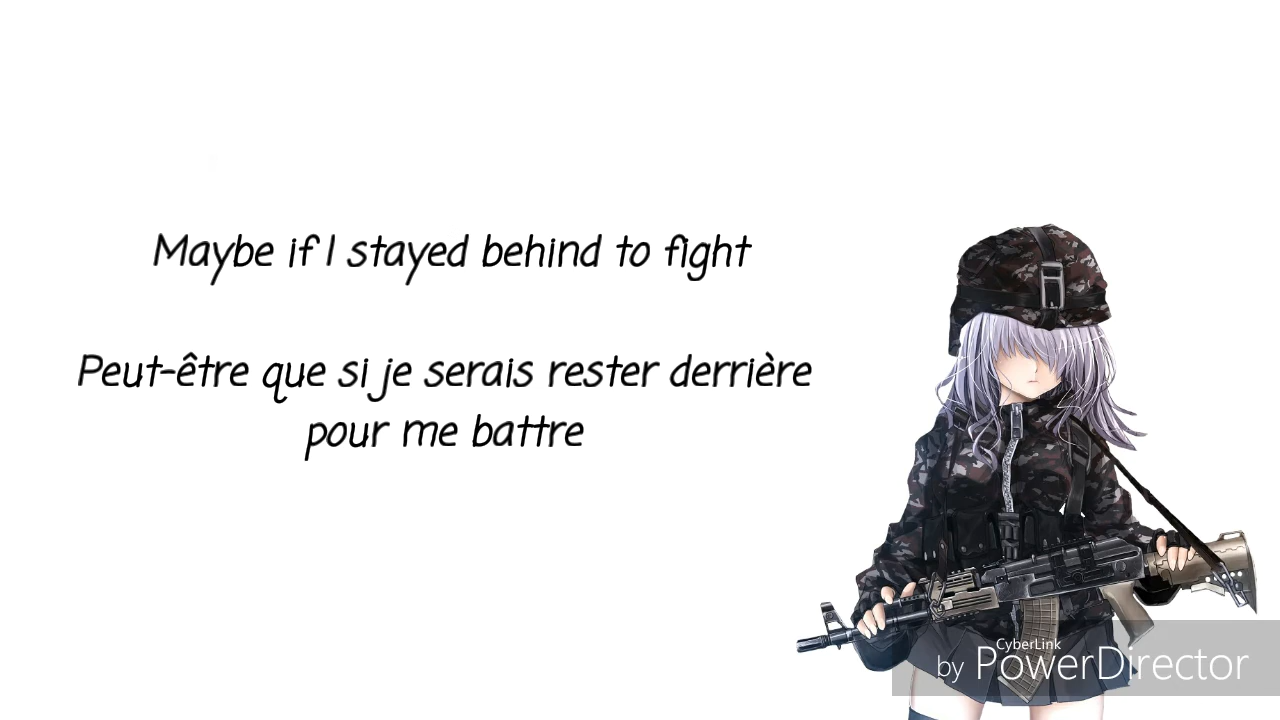 Maybe if I stayed behind to fight
Peut-être que si je serais rester derrière
pour me battre
CyberLink
by PowerDirector